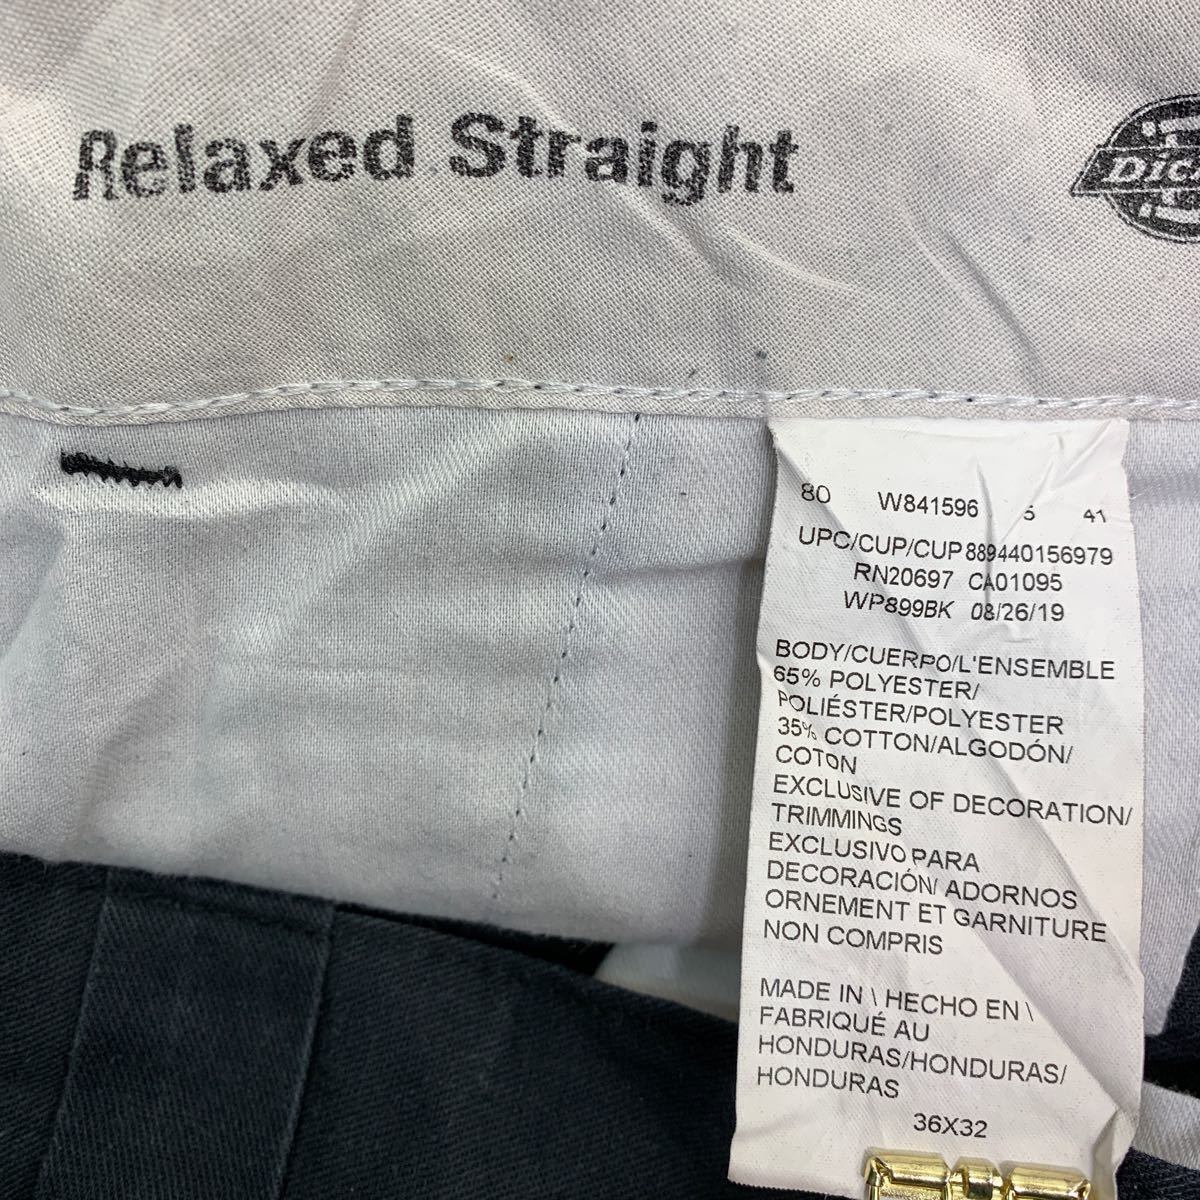 Relaxed Straight
80 W841596 41
UPC/CUP/CUP 889440156979
RN20697 CA01095
WP899BK 08/26/19
BODY/CUERPO/L'ENSEMBLE
65% POLYESTER/
POLIÉSTER/POLYESTER
35% COTTON/ALGODÓN/
COTON
EXCLUSIVE OF DECORATION/
TRIMMINGS
EXCLUSIVO PARA
DECORACIÓN/ ADORNOS
ORNEMENT ET GARNITURE
NON COMPRIS
MADE IN \ HECHO EN \
FABRIQUÉ AU
HONDURAS/HONDURAS/
HONDURAS
36X32